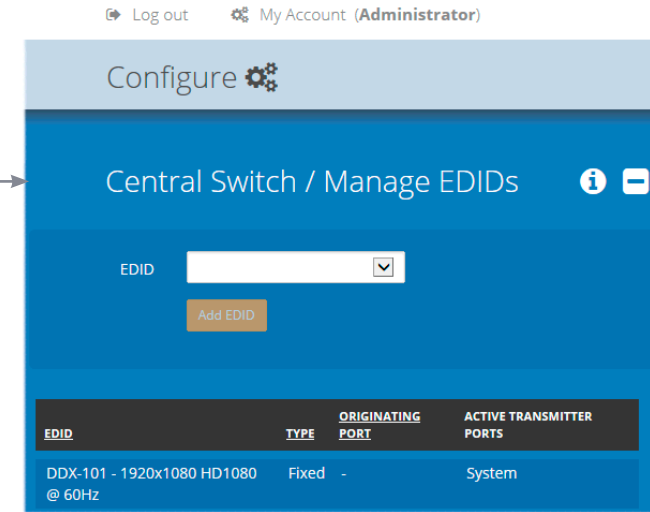 Log out My Account (Administrator)
Configure
Central Switch / Manage EDIDs
EDID
Add EDID
EDID TYPE ORIGINATING PORT ACTIVE TRANSMITTER PORTS
DDX-101 - 1920x1080 HD1080 @ 60Hz Fixed - System